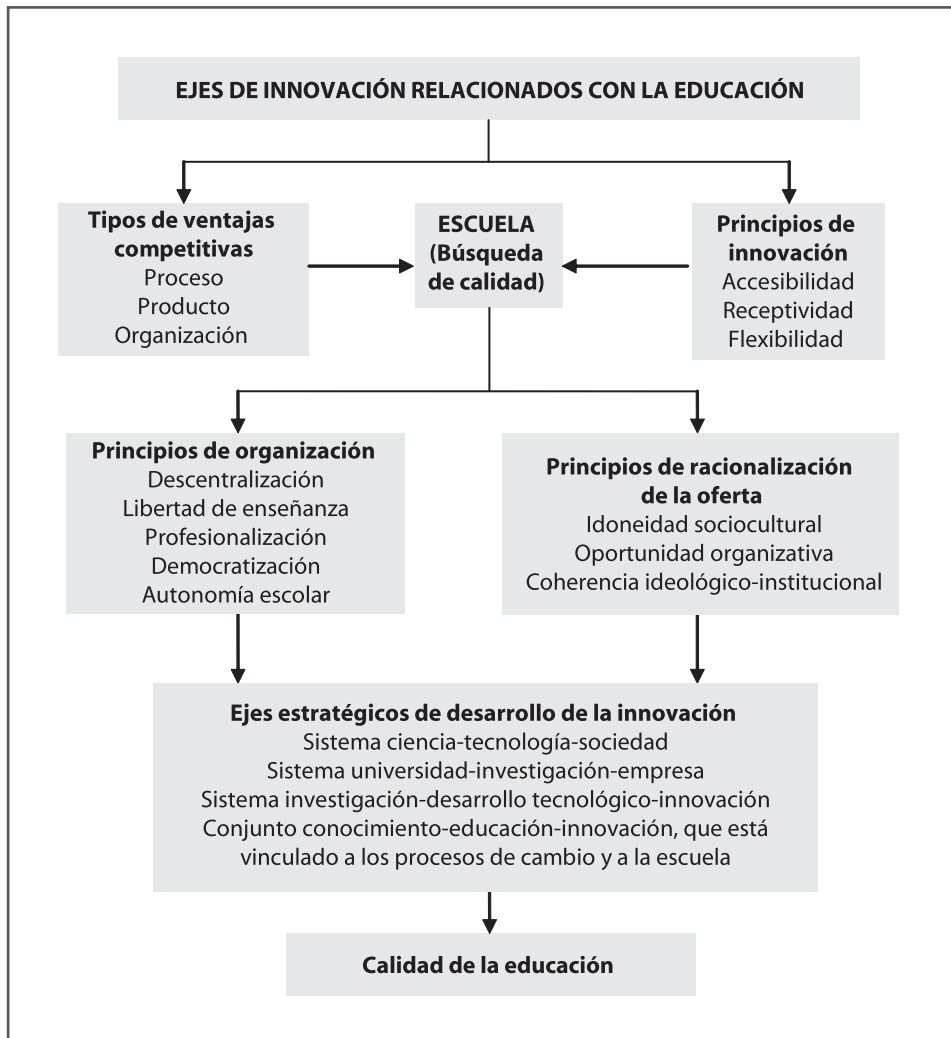 EJES DE INNOVACIÓN RELACIONADOS CON LA EDUCACIÓN
Tipos de ventajas
competitivas
Proceso
Producto
Organización
ESCUELA
(Búsqueda
de calidad)
Principios de
innovación
Accesibilidad
Receptividad
Flexibilidad
Principios de organización
Descentralización
Libertad de enseñanza
Profesionalización
Democratización
Autonomía escolar
Principios de racionalización
de la oferta
Idoneidad sociocultural
Oportunidad organizativa
Coherencia ideológico-institucional
Ejes estratégicos de desarrollo de la innovación
Sistema ciencia-tecnología-sociedad
Sistema universidad-investigación-empresa
Sistema investigación-desarrollo tecnológico-innovación
Conjunto conocimiento-educación-innovación, que está
vinculado a los procesos de cambio y a la escuela
Calidad de la educación